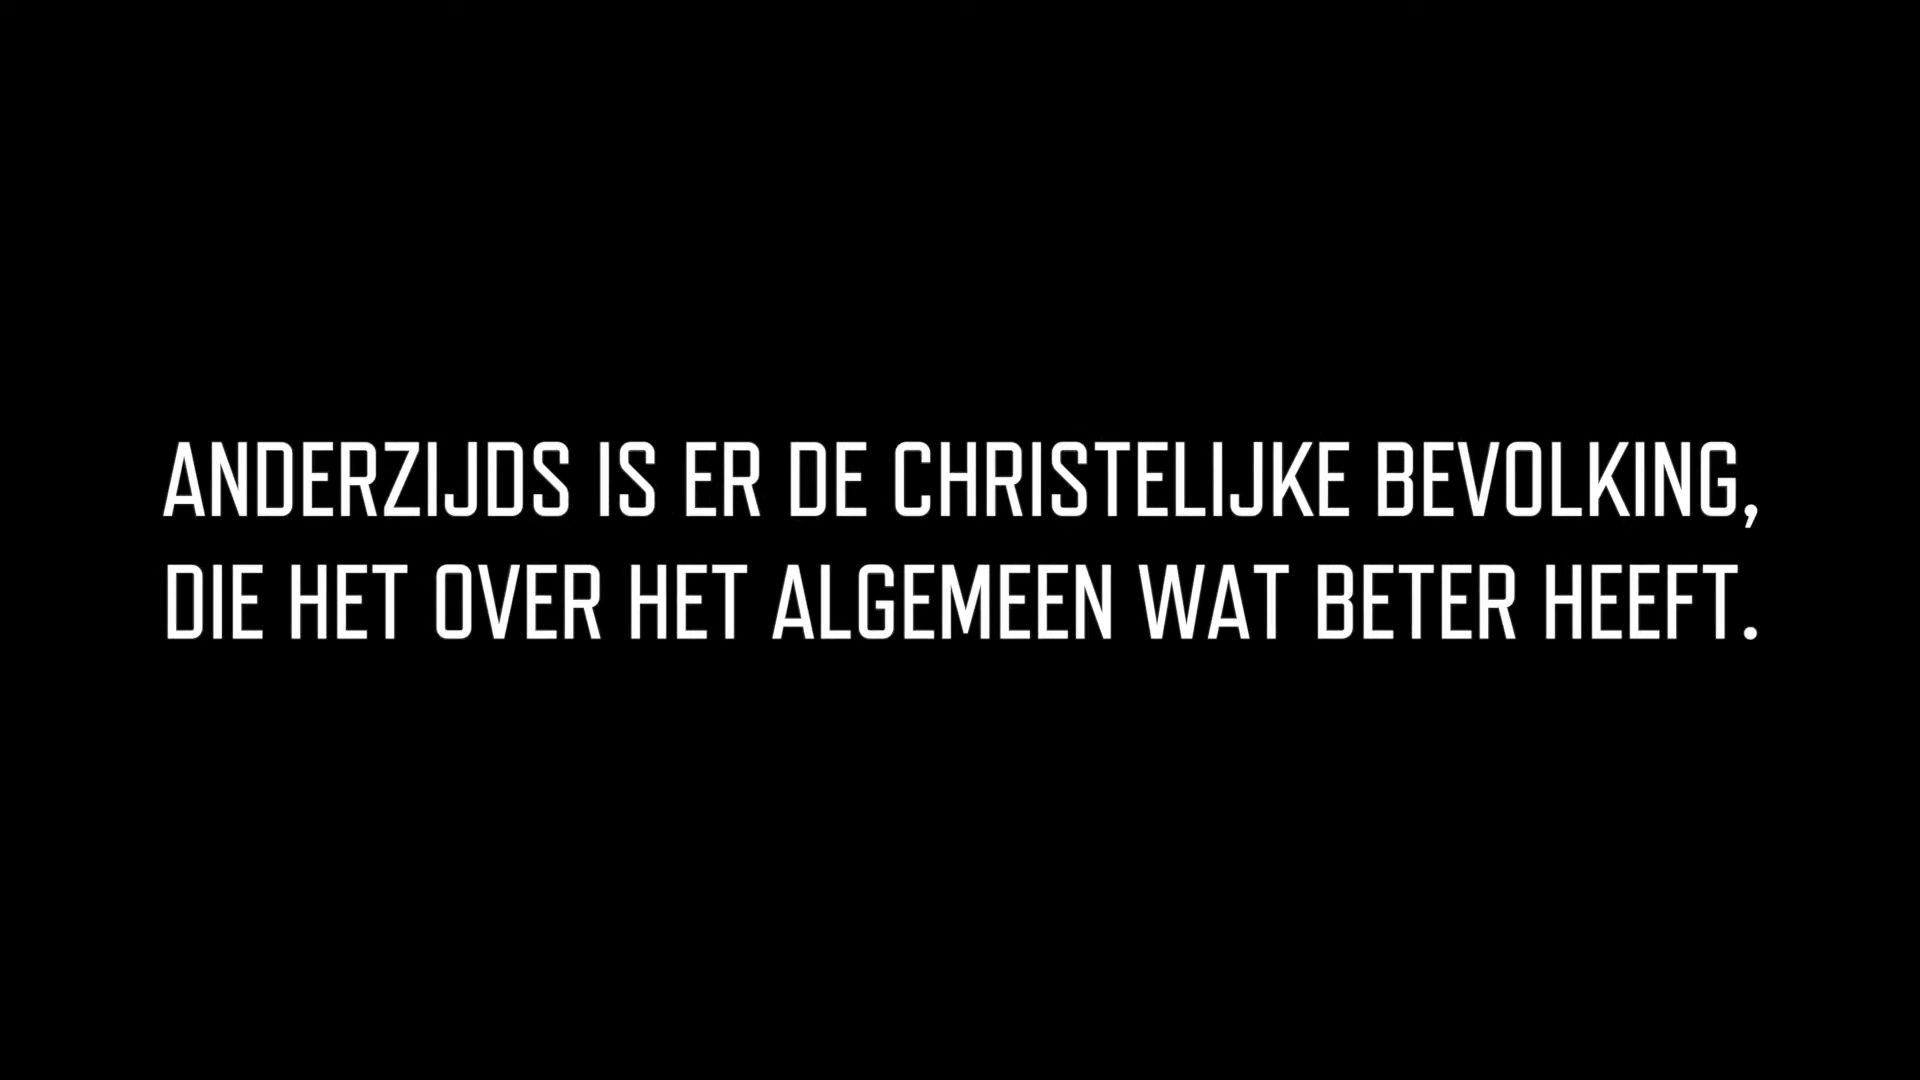 ANDERZIJDS IS ER DE CHRISTELIJKE BEVOLKING,
DIE HET OVER HET ALGEMEEN WAT BETER HEEFT.